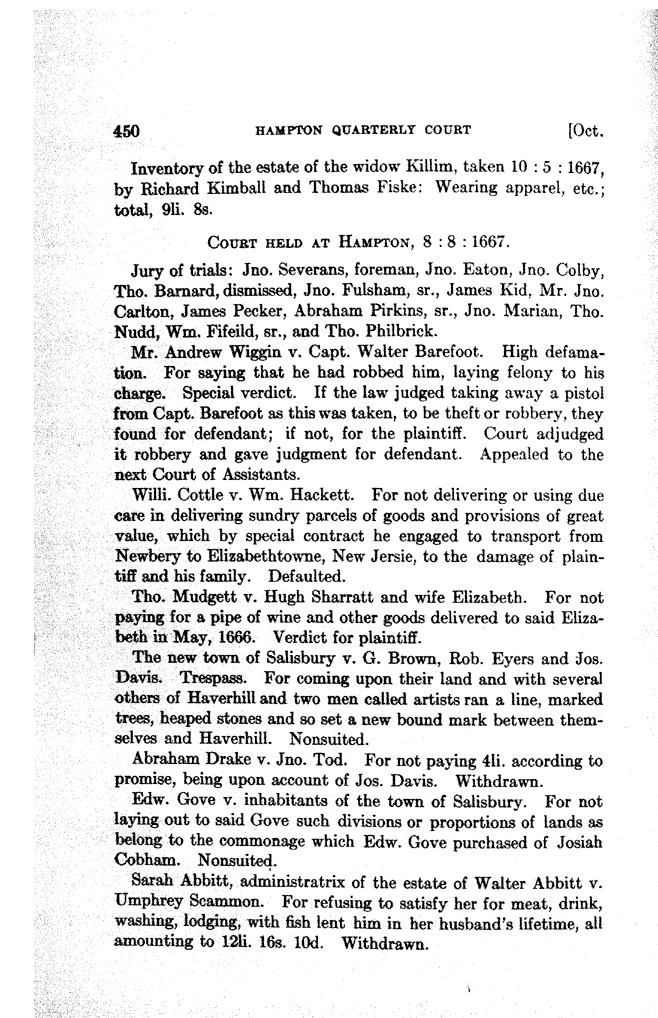 450 HAMPTON QUARTERLY COURT [Oct.
Inventory of the estate of the widow Killim, taken 10 : 5 : 1667,
by Richard Kimball and Thomas Fiske: Wearing apparel, etc.;
total, 9li. 8s.
COURT HELD AT HAMPTON, 8 : 8 : 1667.
Jury of trials: Jno. Severans, foreman, Jno. Eaton, Jno. Colby,
Tho. Barnard, dismissed, Jno. Fulsham, sr., James Kid, Mr. Jno.
Carlton, James Pecker, Abraham Pirkins, sr., Jno. Marian, Tho.
Nudd, Wm. Fifeild, sr., and Tho. Philbrick.
Mr. Andrew Wiggin v. Capt. Walter Barefoot. High defama-
tion. For saying that he had robbed him, laying felony to his
charge. Special verdict. If the law judged taking away a pistol
from Capt. Barefoot as this was taken, to be theft or robbery, they
found for defendant; if not, for the plaintiff. Court adjudged
it robbery and gave judgment for defendant. Appealed to the
next Court of Assistants.
Willi. Cottle v. Wm. Hackett. For not delivering or using due
care in delivering sundry parcels of goods and provisions of great
value, which by special contract he engaged to transport from
Newbery to Elizabethtowne, New Jersie, to the damage of plain-
tiff and his family. Defaulted.
Tho. Mudgett v. Hugh Sharratt and wife Elizabeth. For not
paying for a pipe of wine and other goods delivered to said Eliza-
beth in May, 1666. Verdict for plaintiff.
The new town of Salisbury v. G. Brown, Rob. Eyers and Jos.
Davis. Trespass. For coming upon their land and with several
others of Haverhill and two men called artists ran a line, marked
trees, heaped stones and so set a new bound mark between them-
selves and Haverhill. Nonsuited.
Abraham Drake v. Jno. Tod. For not paying 4li. according to
promise, being upon account of Jos. Davis. Withdrawn.
Edw. Gove v. inhabitants of the town of Salisbury. For not
laying out to said Gove such divisions or proportions of lands as
belong to the commonage which Edw. Gove purchased of Josiah
Cobham. Nonsuited.
Sarah Abbitt, administratrix of the estate of Walter Abbitt v.
Umphrey Scammon. For refusing to satisfy her for meat, drink,
washing, lodging, with fish lent him in her husband's lifetime, all
amounting to 12li. 16s. 10d. Withdrawn.